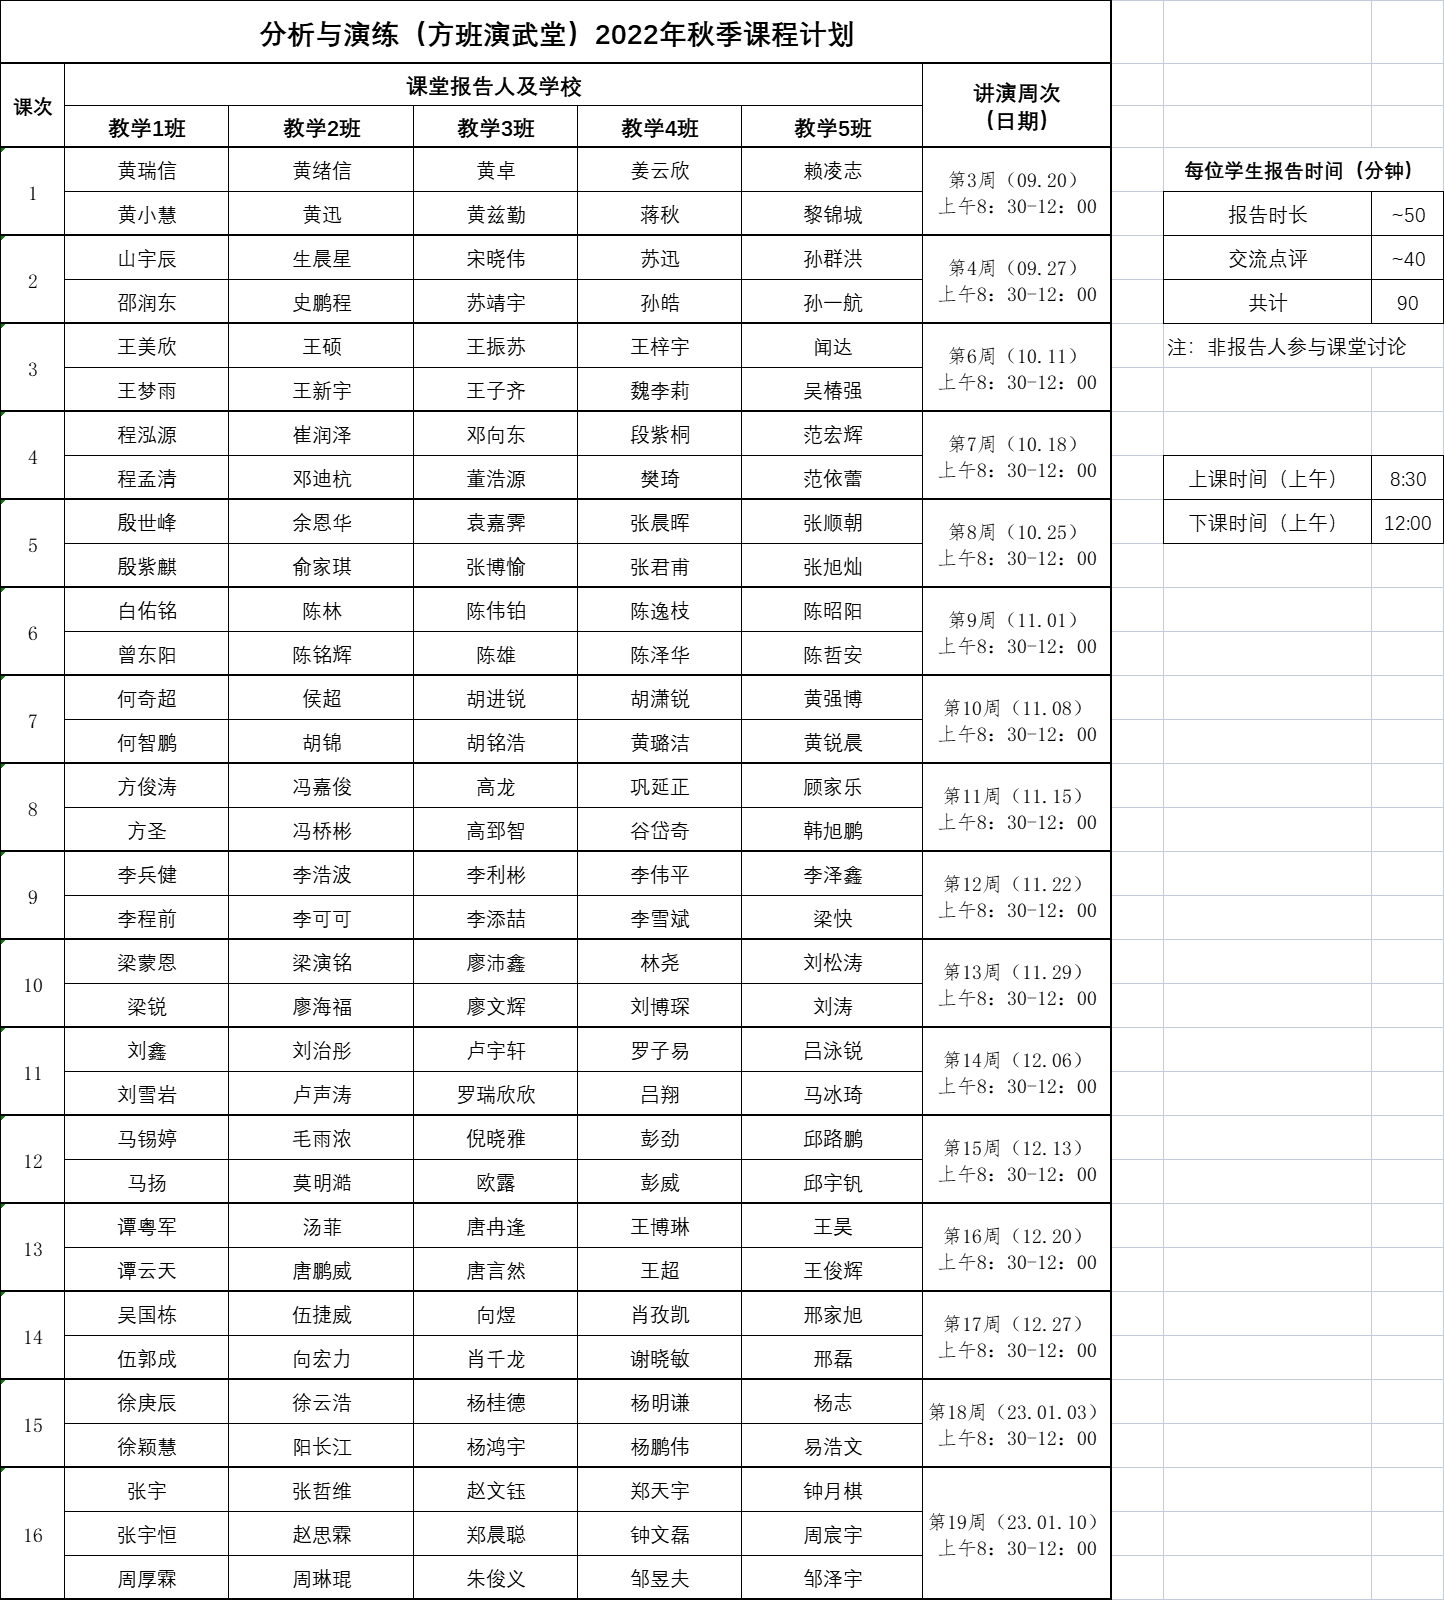 分析与演练（方班演武堂）2022年秋季课程计划
课次 课堂报告人及学校 讲演周次
（日期）
教学1班 教学2班 教学3班 教学4班 教学5班
1 黄瑞信 黄绪信 黄卓 姜云欣 赖凌志 第3周（09.20） 每位学生报告时间（分钟）
黄小慧 黄迅 黄兹勤 蒋秋 黎锦城 上午8：30-12：00 报告时长 ~50
2 山宇辰 生晨星 宋晓伟 苏迅 孙群洪 第4周（09.27） 交流点评 ~40
邵润东 史鹏程 苏靖宇 孙皓 孙一航 上午8：30-12：00 共计 90
3 王美欣 王硕 王振苏 王梓宇 闻达 第6周（10.11） 注：非报告人参与课堂讨论
王梦雨 王新宇 王子齐 魏李莉 吴椿强 上午8：30-12：00
4 程泓源 崔润泽 邓向东 段紫桐 范宏辉 第7周（10.18）
程孟清 邓迪杭 董浩源 樊琦 范依蕾 上午8：30-12：00 上课时间（上午） 8:30
5 殷世峰 余恩华 袁嘉霁 张晨晖 张顺朝 第8周（10.25） 下课时间（上午） 12:00
殷紫麒 俞家琪 张博愉 张君甫 张旭灿 上午8：30-12：00
6 白佑铭 陈林 陈伟铂 陈逸枝 陈昭阳 第9周（11.01）
曾东阳 陈铭辉 陈雄 陈泽华 陈哲安 上午8：30-12：00
7 何奇超 侯超 胡进锐 胡潇锐 黄强博 第10周（11.08）
何智鹏 胡锦 胡铭浩 黄璐洁 黄锐晨 上午8：30-12：00
8 方俊涛 冯嘉俊 高龙 巩延正 顾家乐 第11周（11.15）
方圣 冯桥彬 高郅智 谷岱奇 韩旭鹏 上午8：30-12：00
9 李兵健 李浩波 李利彬 李伟平 李泽鑫 第12周（11.22）
李程前 李可可 李添喆 李雪斌 梁快 上午8：30-12：00
10 梁蒙恩 梁演铭 廖沛鑫 林尧 刘松涛 第13周（11.29）
梁锐 廖海福 廖文辉 刘博琛 刘涛 上午8：30-12：00
11 刘鑫 刘治彤 卢宇轩 罗子易 吕泳锐 第14周（12.06）
刘雪岩 卢声涛 罗瑞欣欣 吕翔 马冰琦 上午8：30-12：00
12 马锡婷 毛雨浓 倪晓雅 彭劲 邱路鹏 第15周（12.13）
马扬 莫明澔 欧露 彭威 邱宇钒 上午8：30-12：00
13 谭粤军 汤菲 唐冉逢 王博琳 王昊 第16周（12.20）
谭云天 唐鹏威 唐言然 王超 王俊辉 上午8：30-12：00
14 吴国栋 伍捷威 向煜 肖孜凯 邢家旭 第17周（12.27）
伍郭成 向宏力 肖千龙 谢晓敏 邢磊 上午8：30-12：00
15 徐庚辰 徐云浩 杨桂德 杨明谦 杨志 第18周（23.01.03）
徐颖慧 阳长江 杨鸿宇 杨鹏伟 易浩文 上午8：30-12：00
16 张宇 张哲维 赵文钰 郑天宇 钟月棋 第19周（23.01.10）
张宇恒 赵思霖 郑晨聪 钟文磊 周宸宇 上午8：30-12：00
周厚霖 周琳琨 朱俊义 邹昱夫 邹泽宇